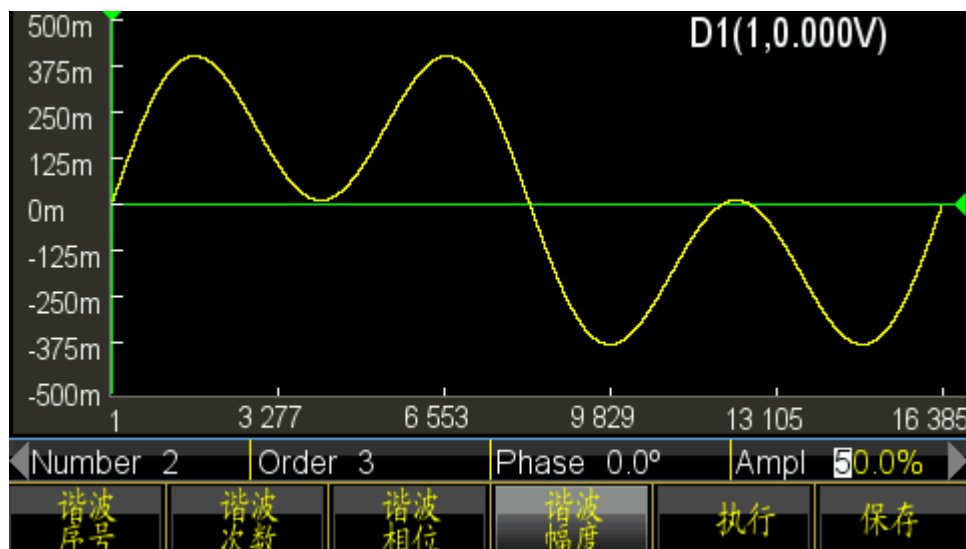 500m
D1(1,0.000V)
375m
250m
125m
0m
-125m
-250m
-375m
-500m
1 3 277 6 553 9 829 13 105 16 385
Number 2 Order 3 Phase 0.0º Ampl 50.0%
谐波序号 谐波次数 谐波相位 谐波幅度 执行 保存